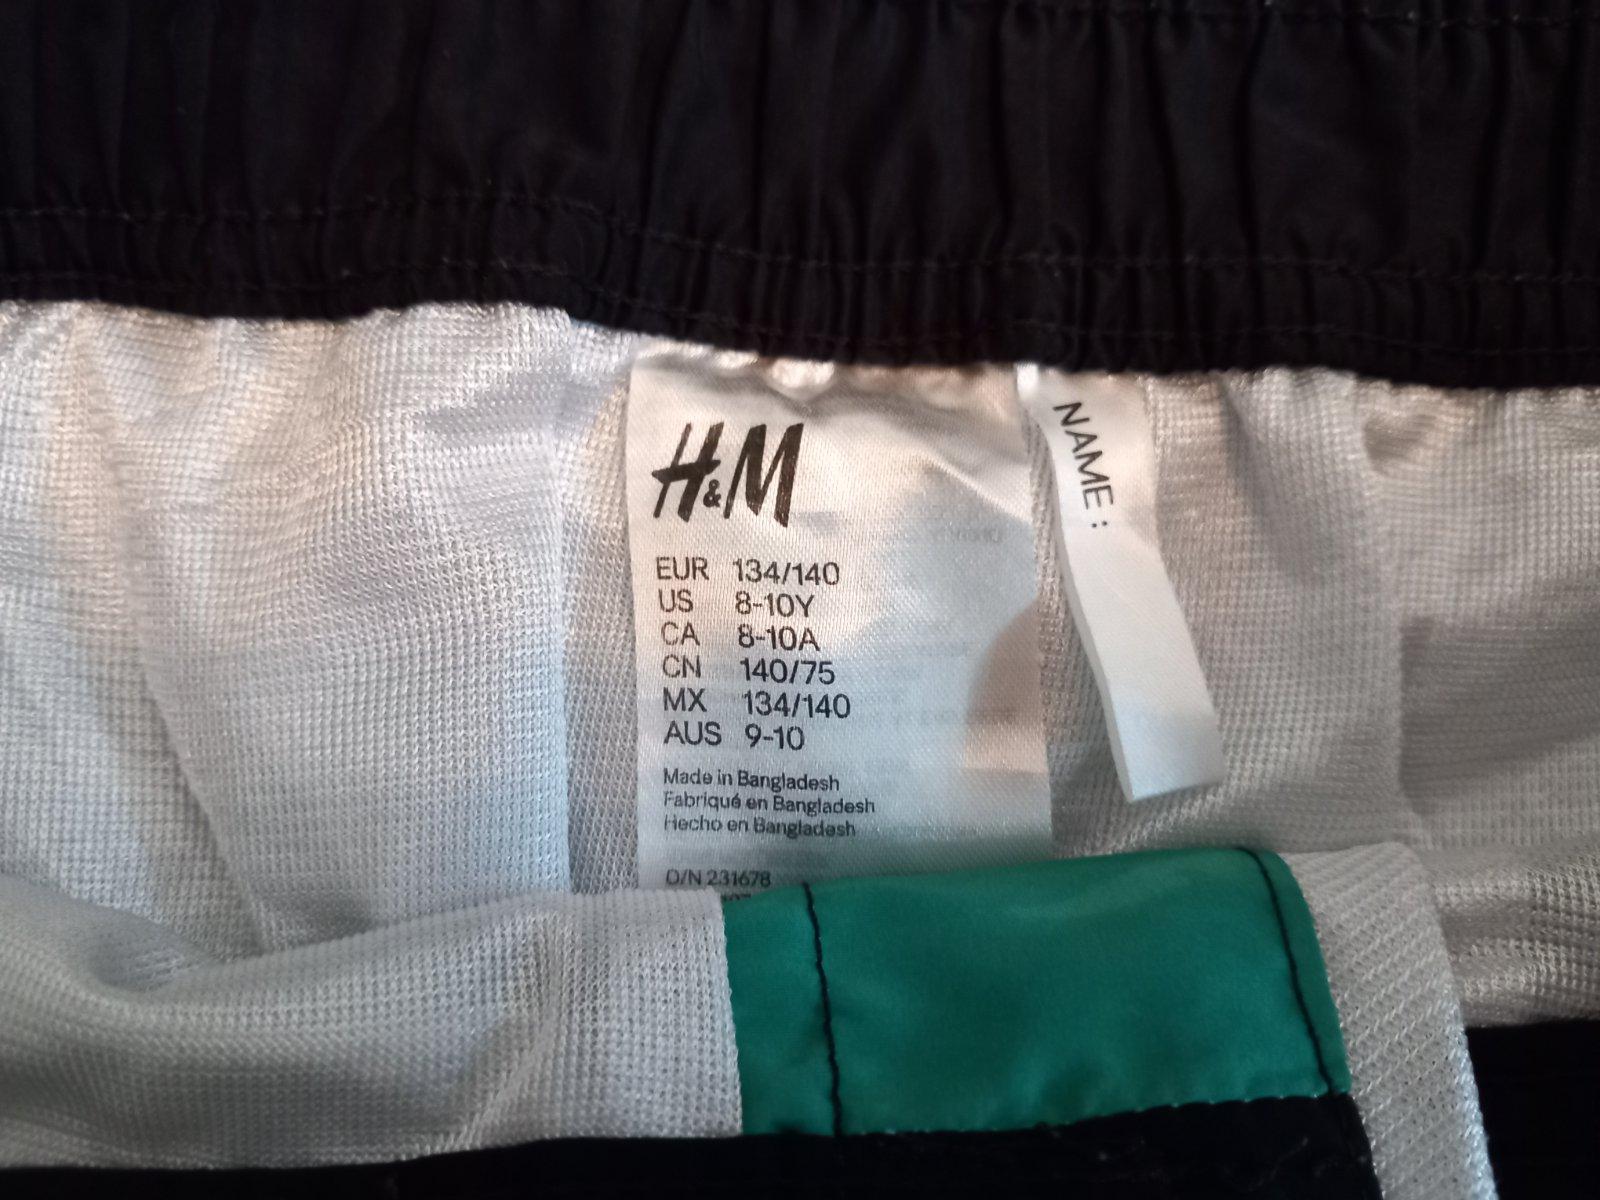 H&M
EUR 134/140
US 8-10Y
CA 8-10A
CN 140/75
MX 134/140
AUS 9-10
Made in Bangladesh
Fabriqué en Bangladesh
Hecho en Bangladesh
O/N 231678
NAME :